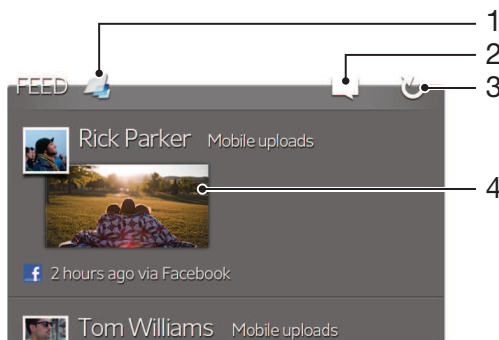 1
2
FEED
3
Rick Parker Mobile uploads
4
f 2 hours ago via Facebook
Tom Williams Mobile uploads